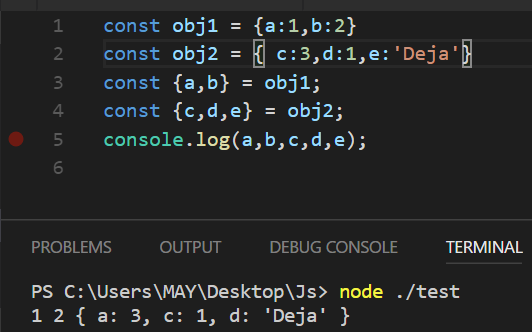 1 const obj1 = {a:1,b:2}
2 const obj2 = { c:3,d:1,e:'Deja'}
3 const {a,b} = obj1;
4 const {c,d,e} = obj2;
5 console.log(a,b,c,d,e);
6
PROBLEMS OUTPUT DEBUG CONSOLE TERMINAL
PS C:\Users\MAY\Desktop\Js> node ./test
1 2 { a: 3, c: 1, d: 'Deja' }